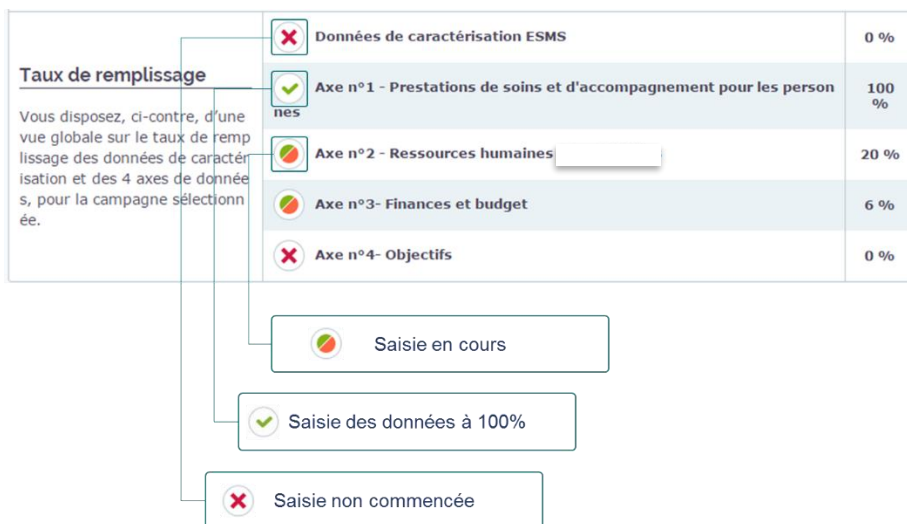 Données de caractérisation ESMS
0 %
Taux de remplissage
Axe n°1 - Prestations de soins et d'accompagnement pour les person
nes
100
%
Vous disposez, ci-contre, d'une
vue globale sur le taux de remp
lissage des données de caractér
isation et des 4 axes de donnée
s, pour la campagne sélectionn
ée.
Axe n°2 - Ressources humaines
20 %
Axe n°3- Finances et budget
6 %
Axe n°4- Objectifs
0 %
Saisie en cours
Saisie des données à 100%
Saisie non commencée